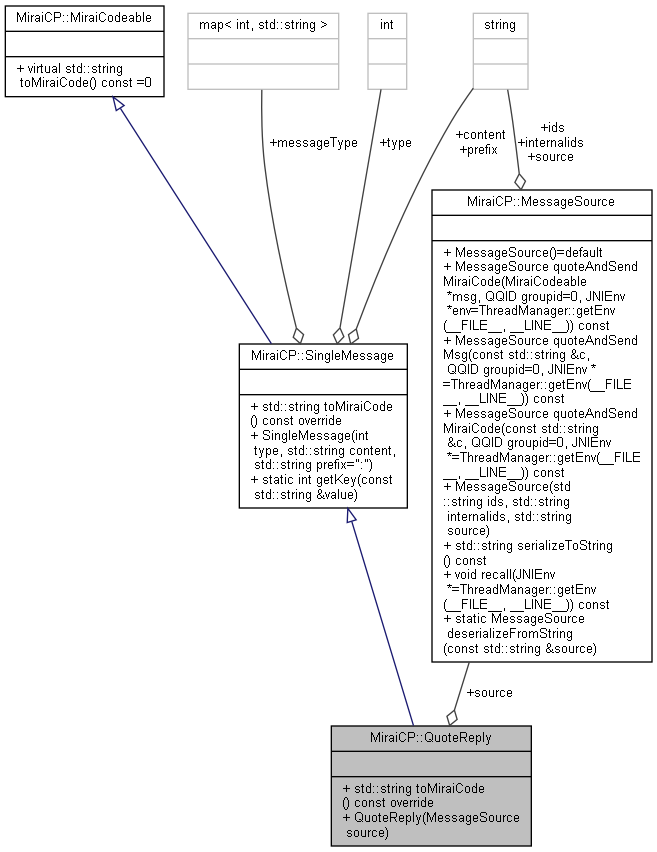 MiraiCP::MiraiCodeable
+ virtual std::string
toMiraiCode() const =0
map< int, std::string >
int
string
+messageType
+type
+content
+prefix
+ids
+internalids
+source
MiraiCP::MessageSource
+ MessageSource()=default
+ MessageSource quoteAndSend
MiraiCode(MiraiCodeable
*msg, QQID groupid=0, JNIEnv
*env=ThreadManager::getEnv
(__FILE__, __LINE__)) const
+ MessageSource quoteAndSend
Msg(const std::string &c,
QQID groupid=0, JNIEnv *
=ThreadManager::getEnv(__FILE
__, __LINE__)) const
+ MessageSource quoteAndSend
MiraiCode(const std::string
&c, QQID groupid=0, JNIEnv
*=ThreadManager::getEnv(__FILE
__, __LINE__)) const
+ MessageSource(std
::string ids, std::string
internalids, std::string
source)
+ std::string serializeToString
() const
+ void recall(JNIEnv
*=ThreadManager::getEnv
(__FILE__, __LINE__)) const
+ static MessageSource
deserializeFromString
(const std::string &source)
MiraiCP::SingleMessage
+ std::string toMiraiCode
() const override
+ SingleMessage(int
type, std::string content,
std::string prefix=":")
+ static int getKey(const
std::string &value)
+source
MiraiCP::QuoteReply
+ std::string toMiraiCode
() const override
+ QuoteReply(MessageSource
source)